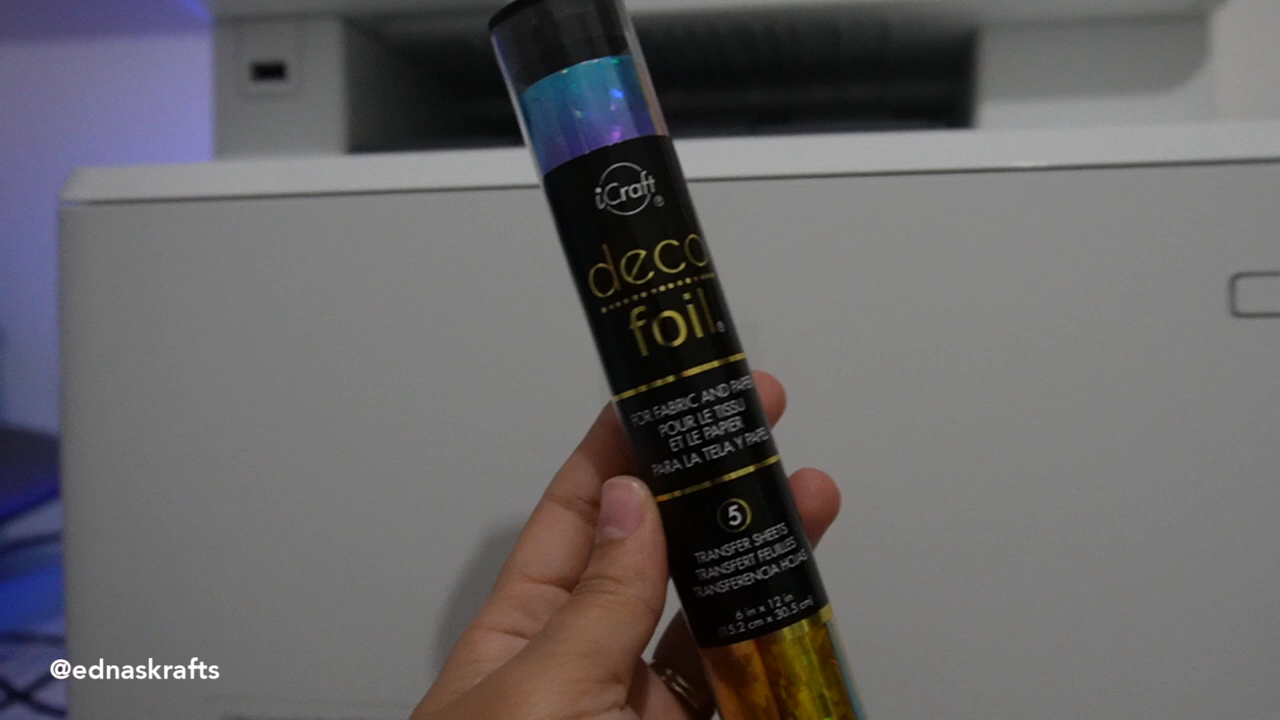 iCraft®
deco
foil®
FOR FABRIC AND PAPER
POUR LE TISSU
ET LE PAPIER
PARA LA TELA Y PAPEL
5
TRANSFER SHEETS
TRANSFERT FEUILLES
TRANSFERENCIA HOJAS
6 in x 12 in
(15.2 cm x 30.5 cm)
@ednaskrafts